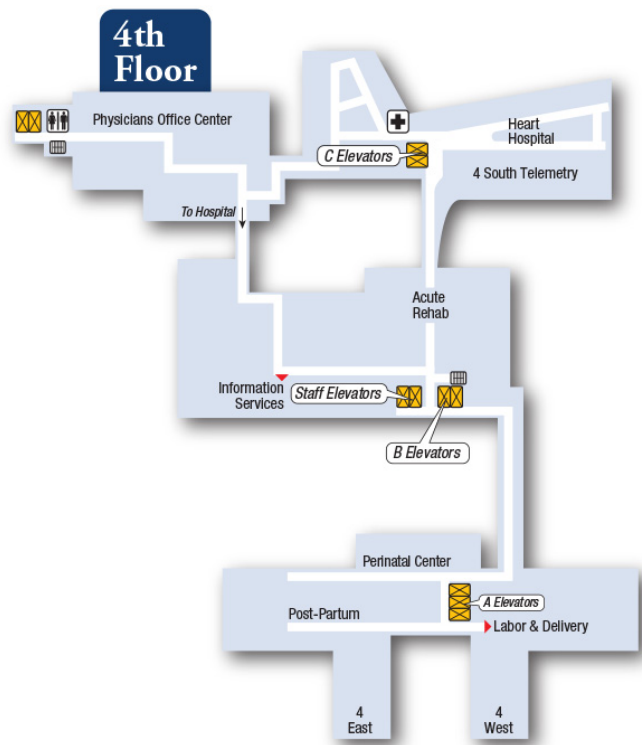 4th
Floor
Physicians Office Center
Heart
Hospital
C Elevators
4 South Telemetry
To Hospital
Acute
Rehab
Information
Services
Staff Elevators
B Elevators
Perinatal Center
A Elevators
Post-Partum
Labor & Delivery
4
East
4
West